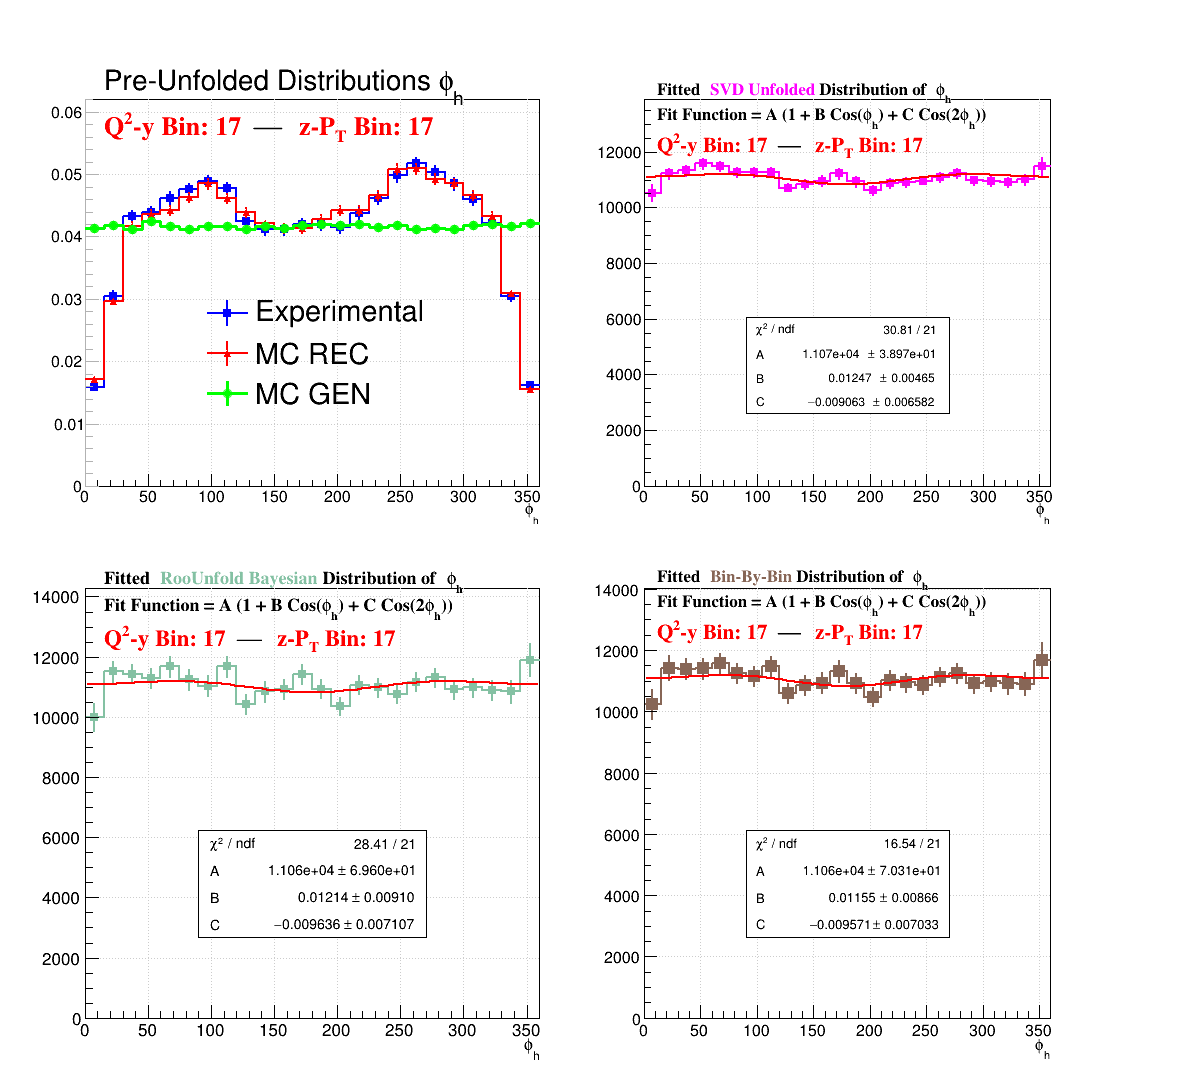 Pre-Unfolded Distributions ϕh
Q²-y Bin: 17 — z-PT Bin: 17
0.06
0.05
0.04
0.03
0.02
0.01
0
Experimental
MC REC
MC GEN
0 50 100 150 200 250 300 350
ϕh
Fitted SVD Unfolded Distribution of ϕh
Fit Function = A (1 + B Cos(ϕh) + C Cos(2ϕh))
Q²-y Bin: 17 — z-PT Bin: 17
12000
10000
8000
6000
4000
2000
0
χ² / ndf 30.81 / 21
A 1.107e+04 ± 3.897e+01
B 0.01247 ± 0.00465
C −0.009063 ± 0.006582
0 50 100 150 200 250 300 350
ϕh
Fitted RooUnfold Bayesian Distribution of ϕh
Fit Function = A (1 + B Cos(ϕh) + C Cos(2ϕh))
Q²-y Bin: 17 — z-PT Bin: 17
14000
12000
10000
8000
6000
4000
2000
0
χ² / ndf 28.41 / 21
A 1.106e+04 ± 6.960e+01
B 0.01214 ± 0.00910
C −0.009636 ± 0.007107
0 50 100 150 200 250 300 350
ϕh
Fitted Bin-By-Bin Distribution of ϕh
Fit Function = A (1 + B Cos(ϕh) + C Cos(2ϕh))
Q²-y Bin: 17 — z-PT Bin: 17
14000
12000
10000
8000
6000
4000
2000
0
χ² / ndf 16.54 / 21
A 1.106e+04 ± 7.031e+01
B 0.01155 ± 0.00866
C −0.009571 ± 0.007033
0 50 100 150 200 250 300 350
ϕh